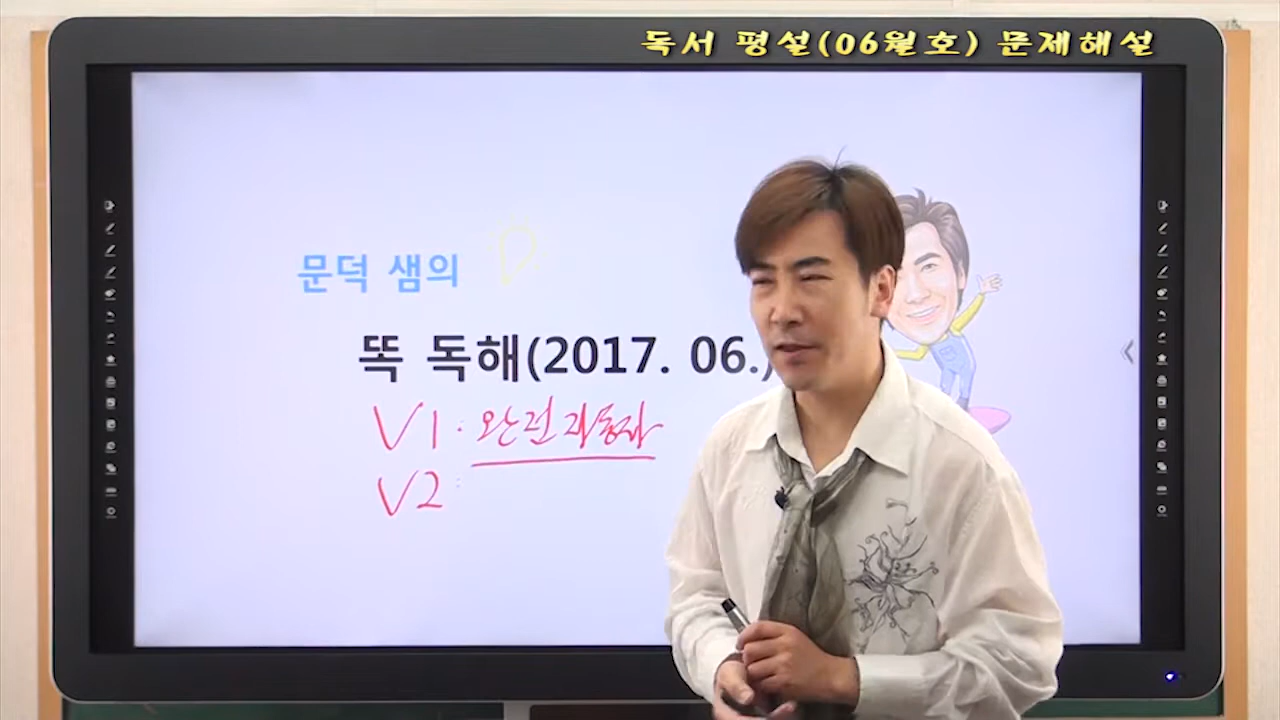 독서 평설(06월호) 문제해설
문덕 샘의
똑 독해(2017. 06.)
V1. 완전자동사
V2 :